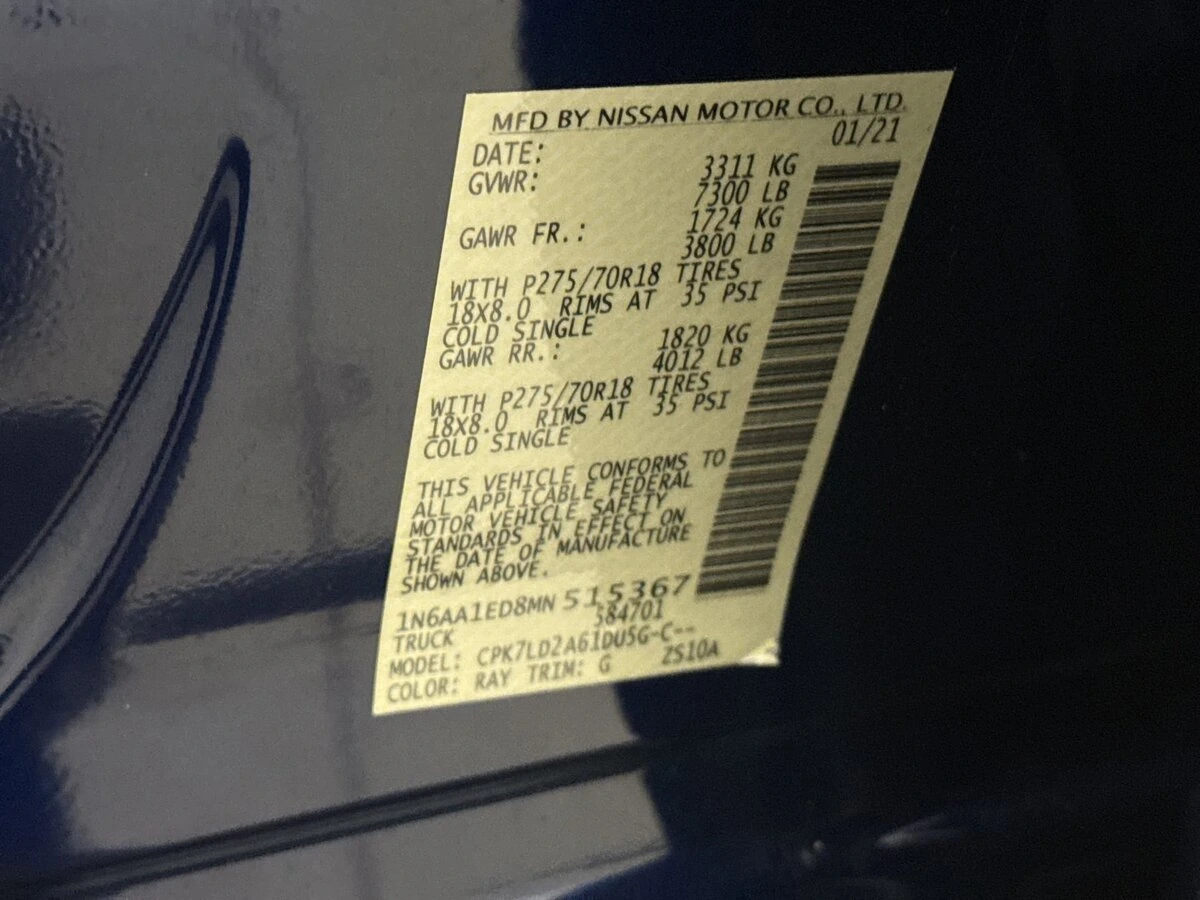 MFD BY NISSAN MOTOR CO., LTD.
DATE: 01/21
GVWR: 3311 KG
7300 LB
GAWR FR.: 1724 KG
3800 LB
WITH P275/70R18 TIRES
18X8.0 RIMS AT 35 PSI
COLD SINGLE
GAWR RR.: 1820 KG
4012 LB
WITH P275/70R18 TIRES
18X8.0 RIMS AT 35 PSI
COLD SINGLE
THIS VEHICLE CONFORMS TO
ALL APPLICABLE FEDERAL
MOTOR VEHICLE SAFETY
STANDARDS IN EFFECT ON
THE DATE OF MANUFACTURE
SHOWN ABOVE.
1N6AA1ED8MN 515367
TRUCK 584701
MODEL: CPK7LD2A61DU5G-C--
COLOR: RAY TRIM: G ZS10A